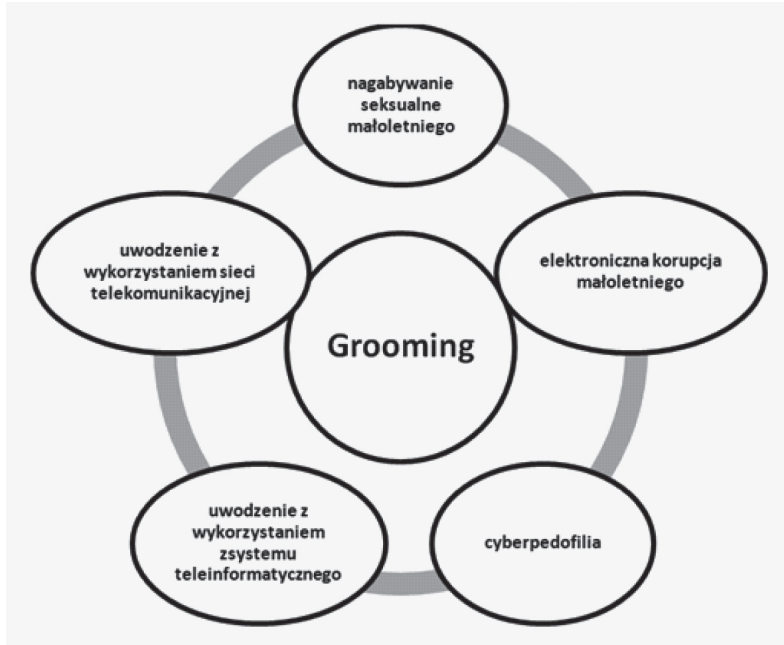 nagabywanie
seksualne
małoletniego
elektroniczna korupcja
małoletniego
cyberpedofilia
uwodzenie z
wykorzystaniem
zsystemu
teleinformatycznego
uwodzenie z
wykorzystaniem sieci
telekomunikacyjnej
Grooming